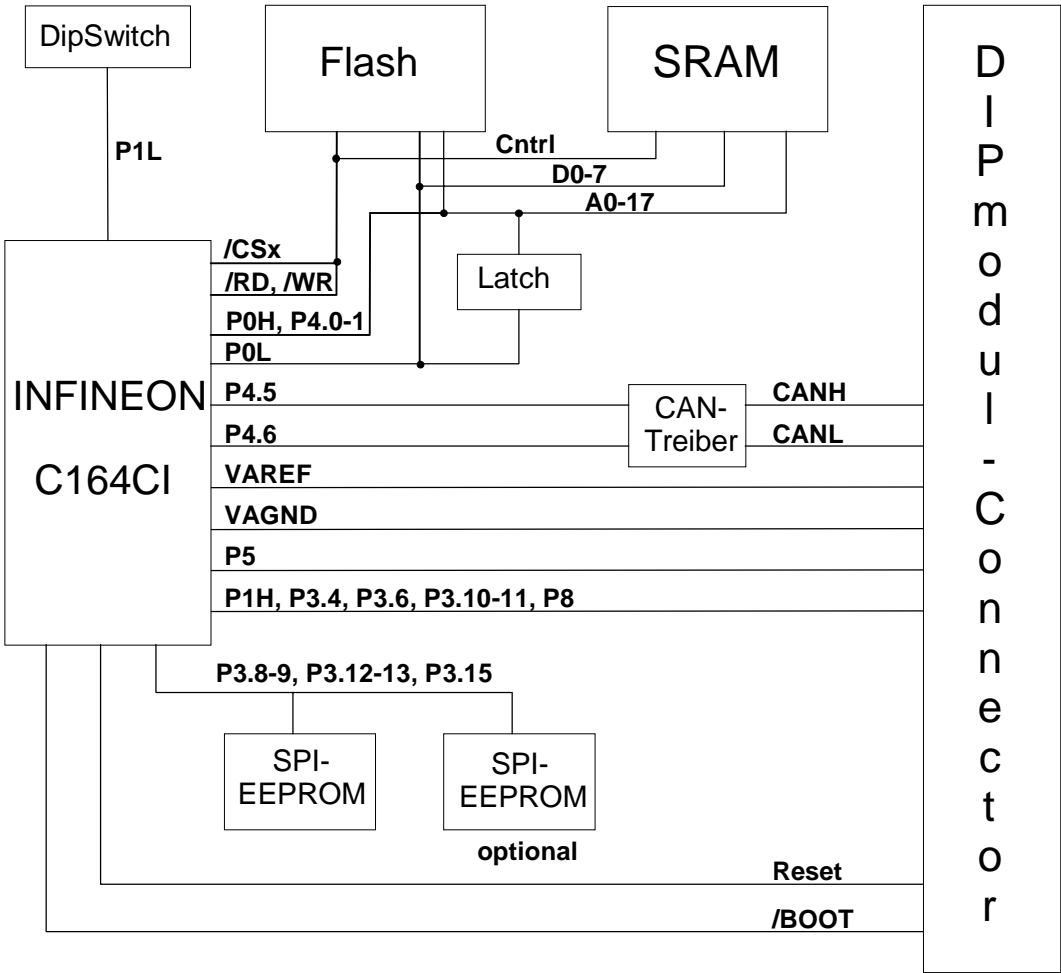 DipSwitch
Flash
SRAM
P1L
Cntrl
D0-7
A0-17
/CSx
/RD, /WR
Latch
P0H, P4.0-1
P0L
INFINEON
C164CI
P4.5
P4.6
CAN-
Treiber
CANH
CANL
VAREF
VAGND
P5
P1H, P3.4, P3.6, P3.10-11, P8
P3.8-9, P3.12-13, P3.15
SPI-
EEPROM
SPI-
EEPROM
optional
Reset
/BOOT
DIPmodul-Connector